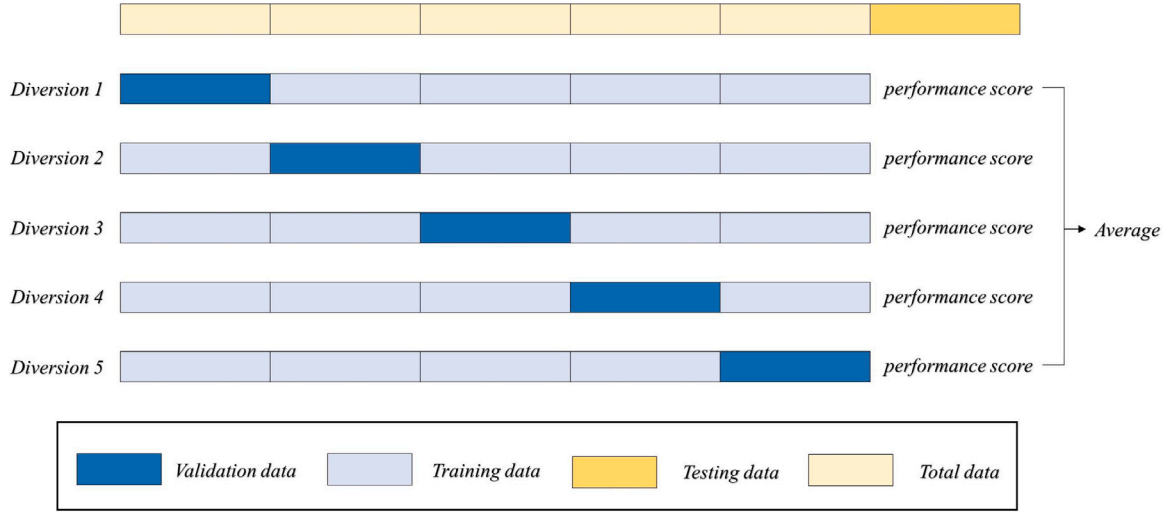 Diversion 1 performance score
Diversion 2 performance score
Diversion 3 performance score
Average
Diversion 4 performance score
Diversion 5 performance score
Validation data Training data Testing data Total data